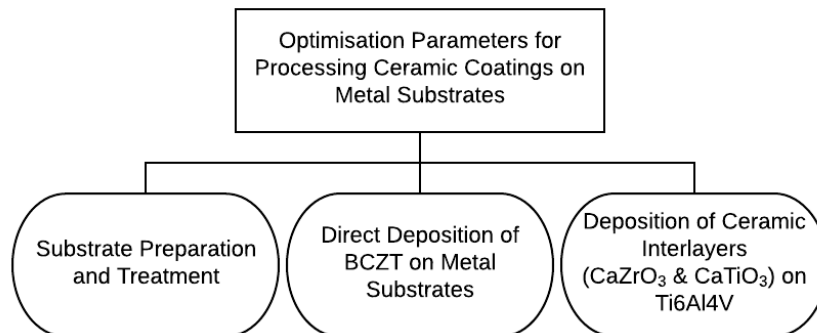 Optimisation Parameters for
Processing Ceramic Coatings on
Metal Substrates
Substrate Preparation
and Treatment
Direct Deposition of
BCZT on Metal
Substrates
Deposition of Ceramic
Interlayers
(CaZrO₃ & CaTiO₃) on
Ti6Al4V